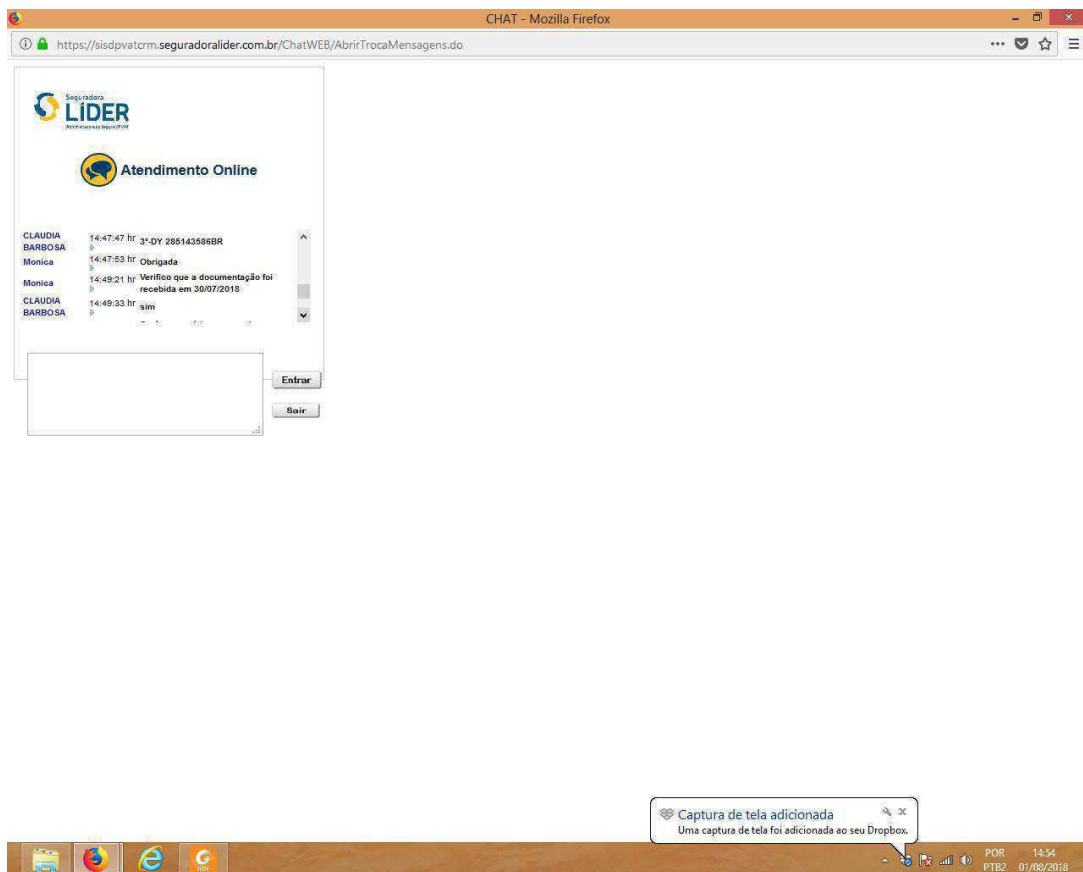 CHAT - Mozilla Firefox
https://sisdpvatcrm.seguradoralider.com.br/ChatWEB/AbrirTrocaMensagens.do
Seguradora
LÍDER
Atendimento Online
CLAUDIA BARBOSA 14:47:47 hr 3ª-DY 285143586BR
Monica 14:47:53 hr Obrigada
Monica 14:49:21 hr Verifico que a documentação foi
recebida em 30/07/2018
CLAUDIA BARBOSA 14:49:33 hr sim
Entrar
Sair
Captura de tela adicionada
Uma captura de tela foi adicionada ao seu Dropbox.
POR 14:54
PTB2 01/08/2018